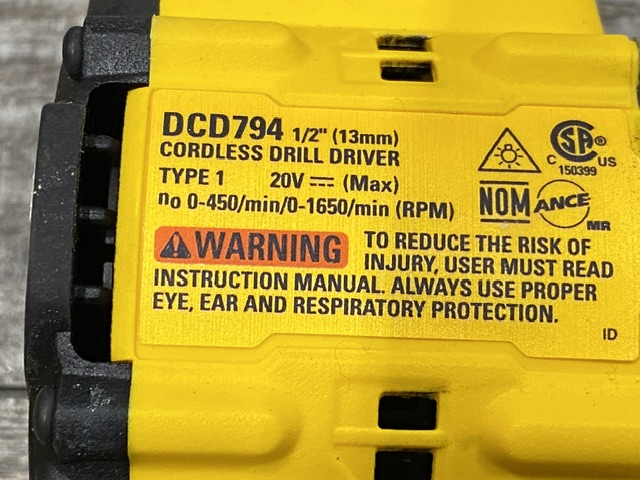 DCD794 1/2" (13mm)
CORDLESS DRILL DRIVER
TYPE 1 20V ⎓ (Max)
no 0-450/min/0-1650/min (RPM)
C SA ® C US
150399
NOM ANCE MR
WARNING TO REDUCE THE RISK OF
INJURY, USER MUST READ
INSTRUCTION MANUAL. ALWAYS USE PROPER
EYE, EAR AND RESPIRATORY PROTECTION.
ID